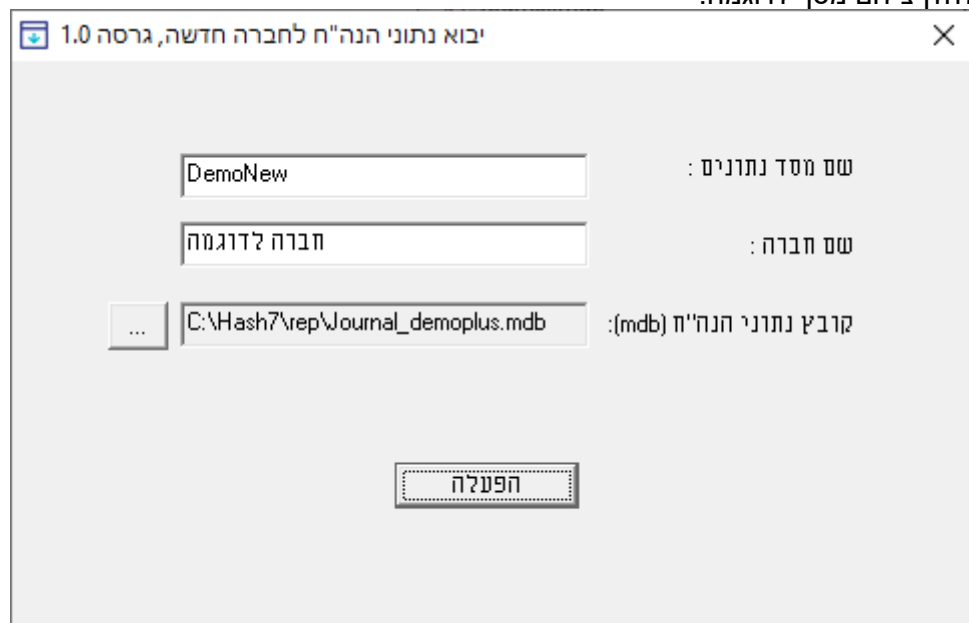 יבוא נתוני הנה"ח לחברה חדשה, גרסה 1.0
שם מסד נתונים :
DemoNew
שם חברה :
חברה לדוגמה
קובץ נתוני הנה"ח (mdb):
C:\Hash7\rep\Journal_demoplus.mdb
...
הפעלה